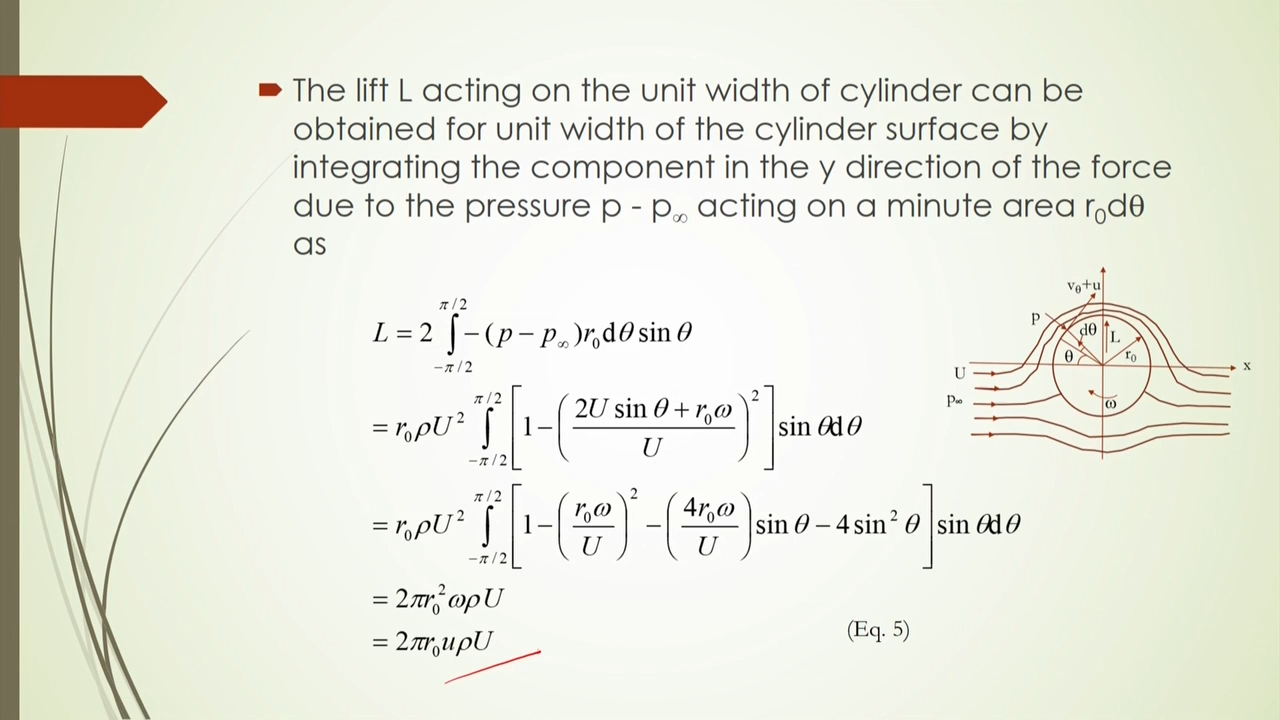 The lift L acting on the unit width of cylinder can be
obtained for unit width of the cylinder surface by
integrating the component in the y direction of the force
due to the pressure p - p∞ acting on a minute area r₀dθ
as
L = 2 ∫_{-π/2}^{π/2} -(p - p∞)r₀dθ sin θ
= r₀ρU² ∫_{-π/2}^{π/2} [1 - ((2U sin θ + r₀ω)/U)²] sin θdθ
= r₀ρU² ∫_{-π/2}^{π/2} [1 - (r₀ω/U)² - (4r₀ω/U) sin θ - 4 sin² θ] sin θdθ
= 2πr₀²ωρU
= 2πr₀uρU
(Eq. 5)
v_θ+u
p
dθ
L
θ
r₀
U
x
p∞
ω